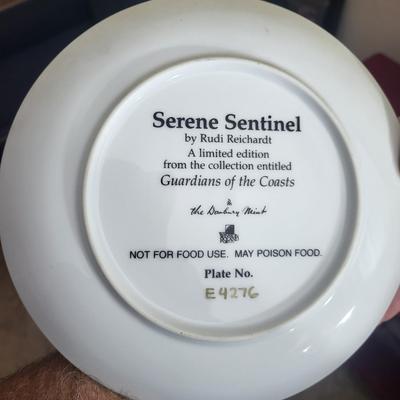 Serene Sentinel
by Rudi Reichardt
A limited edition
from the collection entitled
Guardians of the Coasts
&
the Danbury Mint
NOT FOR FOOD USE. MAY POISON FOOD.
Plate No.
E4276